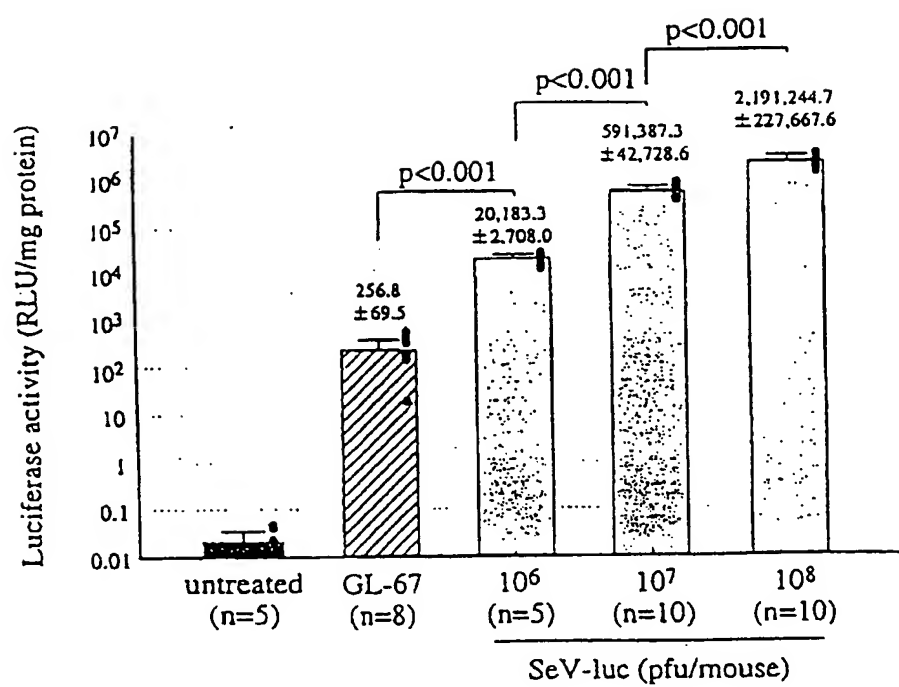 p<0.001
p<0.001
p<0.001
2,191,244.7
±227,667.6
591,387.3
±42,728.6
20,183.3
±2,708.0
256.8
±69.5
Luciferase activity (RLU/mg protein)
10⁷
10⁶
10⁵
10⁴
10³
10²
10
1
0.1
0.01
untreated GL-67 10⁶ 10⁷ 10⁸
(n=5) (n=8) (n=5) (n=10) (n=10)
SeV-luc (pfu/mouse)